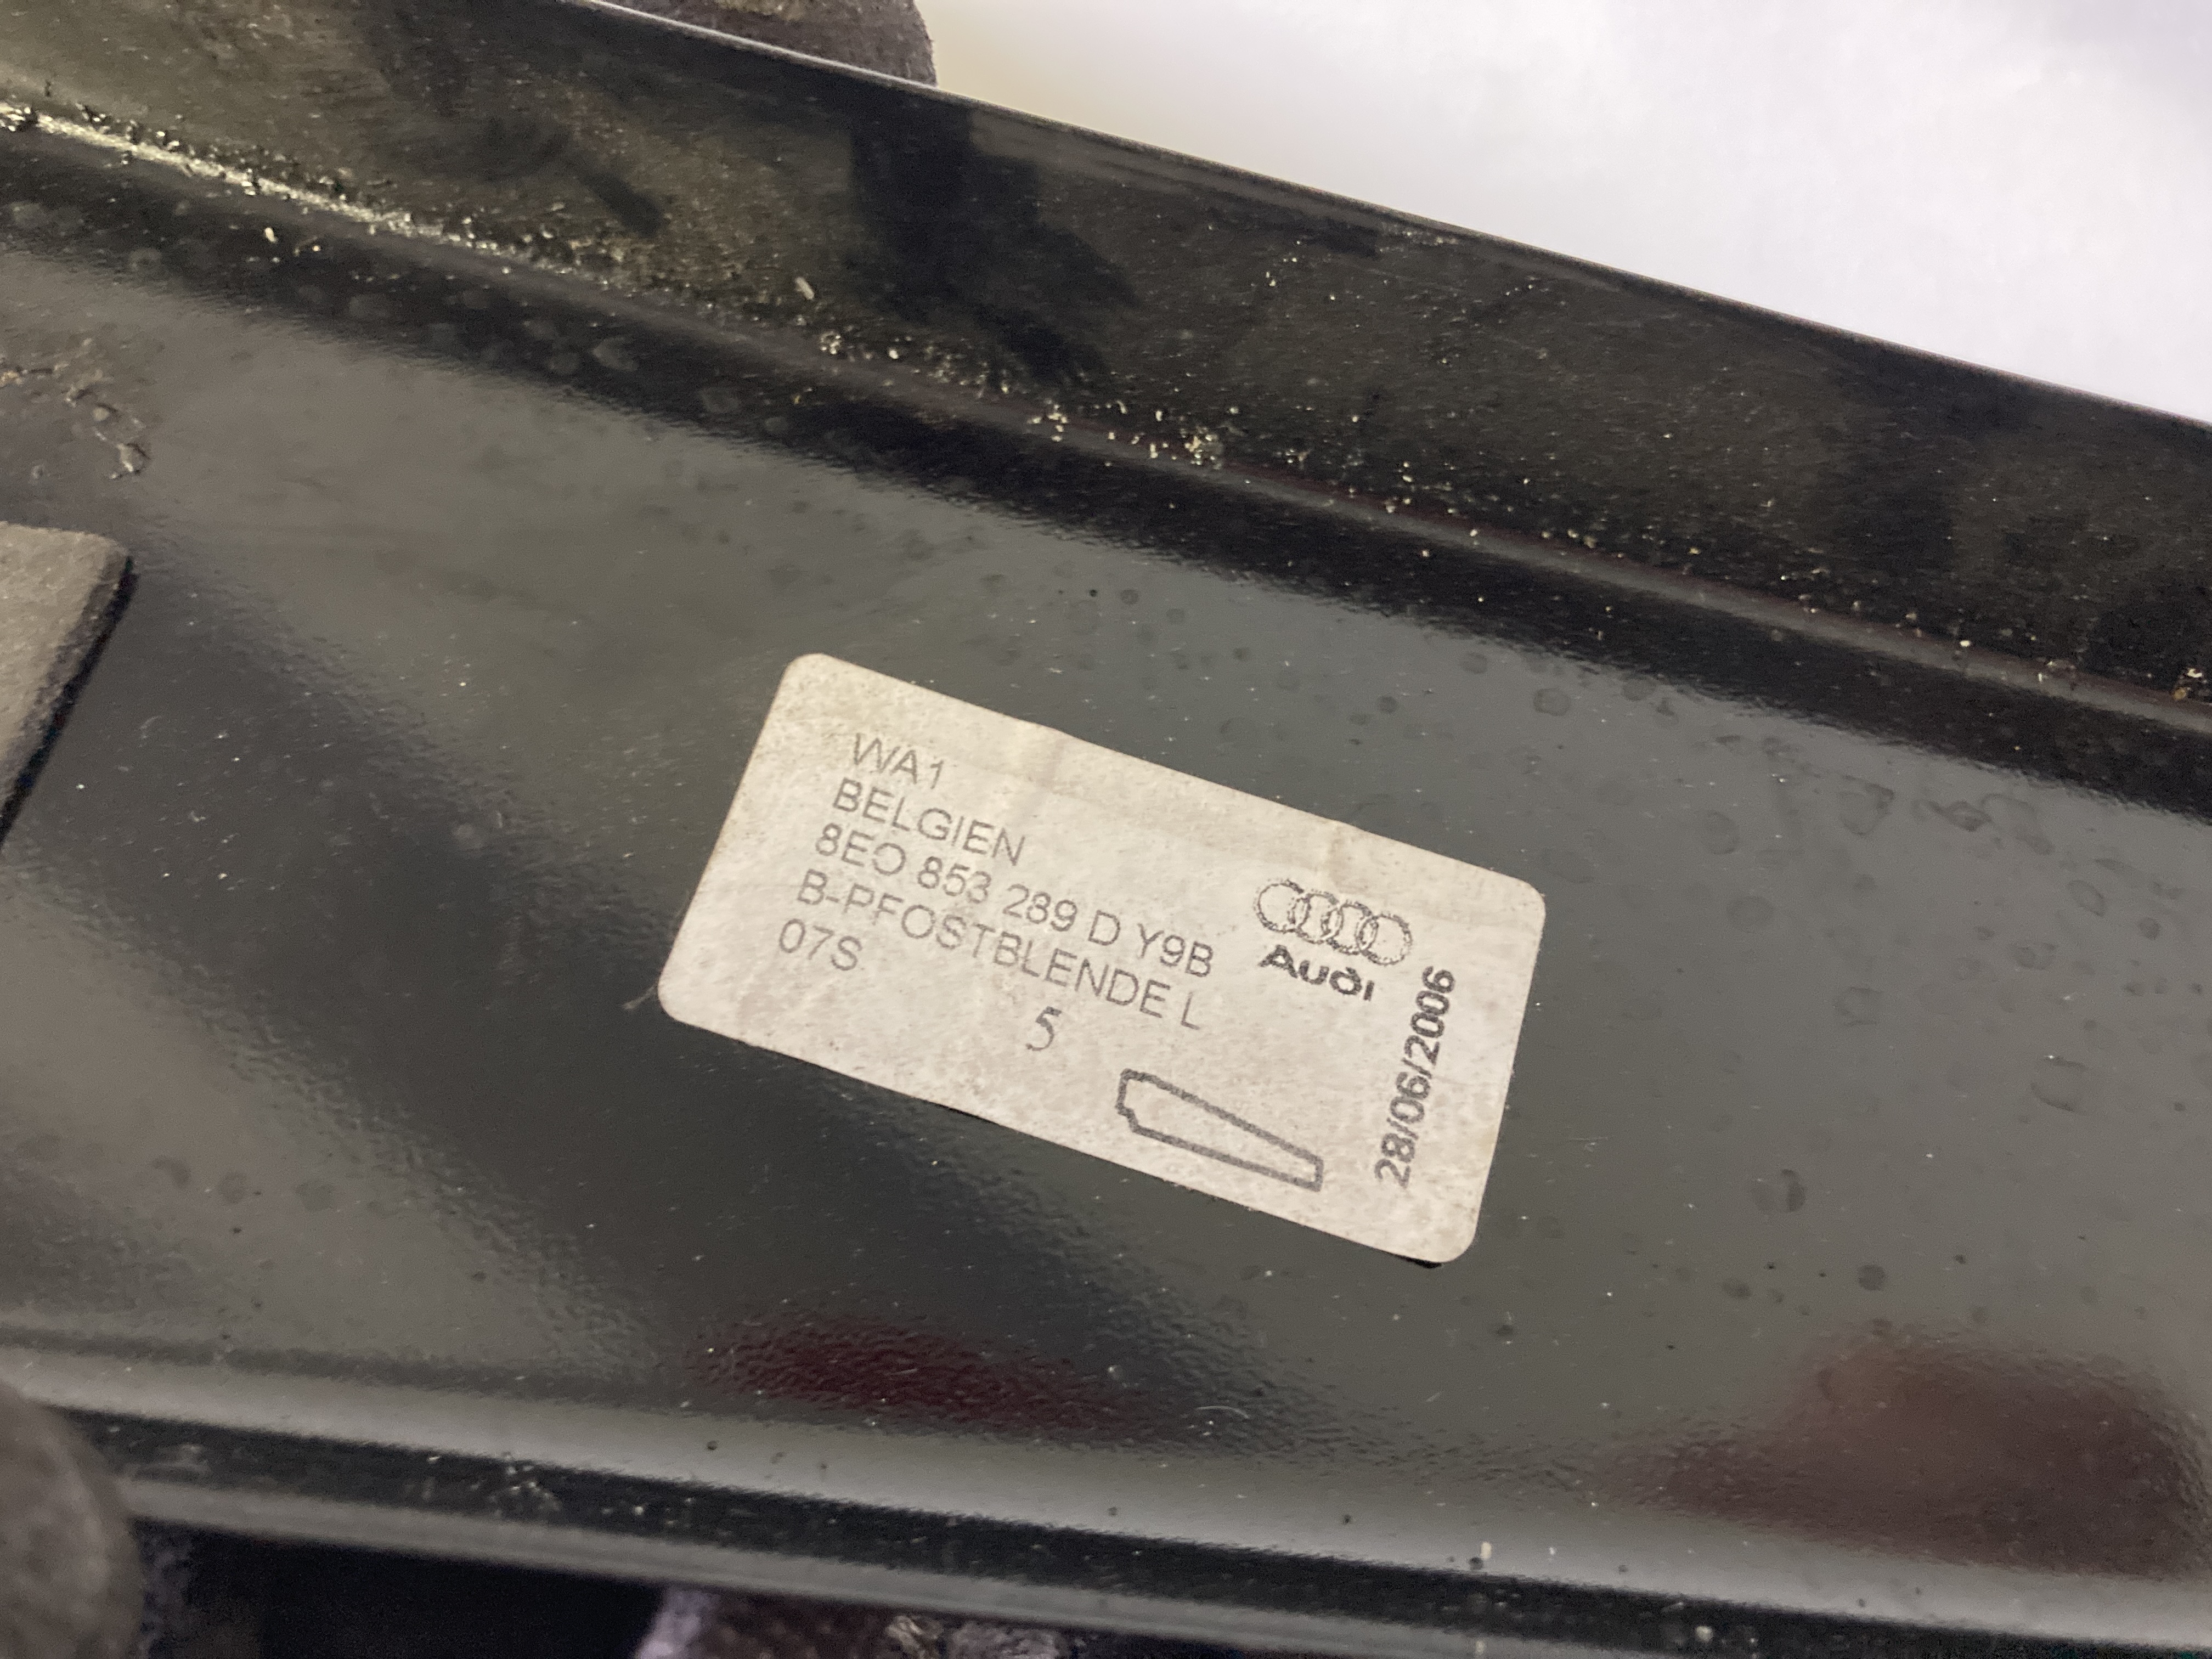 WA1
BELGIEN
8E0 853 289 D Y9B
B-PFOSTBLENDE L
07S
5
Audi
28/06/2006